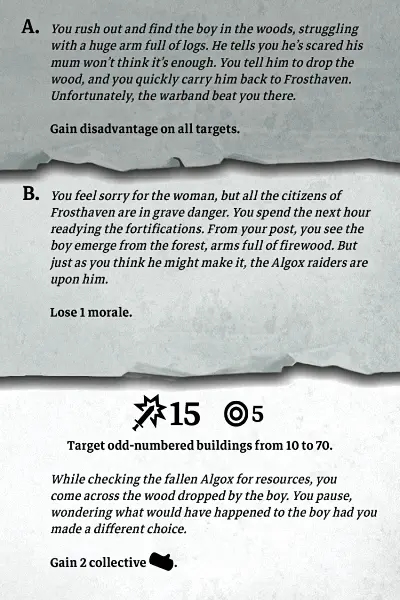 A. You rush out and find the boy in the woods, struggling
with a huge arm full of logs. He tells you he's scared his
mum won't think it's enough. You tell him to drop the
wood, and you quickly carry him back to Frosthaven.
Unfortunately, the warband beat you there.
Gain disadvantage on all targets.
B. You feel sorry for the woman, but all the citizens of
Frosthaven are in grave danger. You spend the next hour
readying the fortifications. From your post, you see the
boy emerge from the forest, arms full of firewood. But
just as you think he might make it, the Algox raiders are
upon him.
Lose 1 morale.
15 5
Target odd-numbered buildings from 10 to 70.
While checking the fallen Algox for resources, you
come across the wood dropped by the boy. You pause,
wondering what would have happened to the boy had you
made a different choice.
Gain 2 collective .